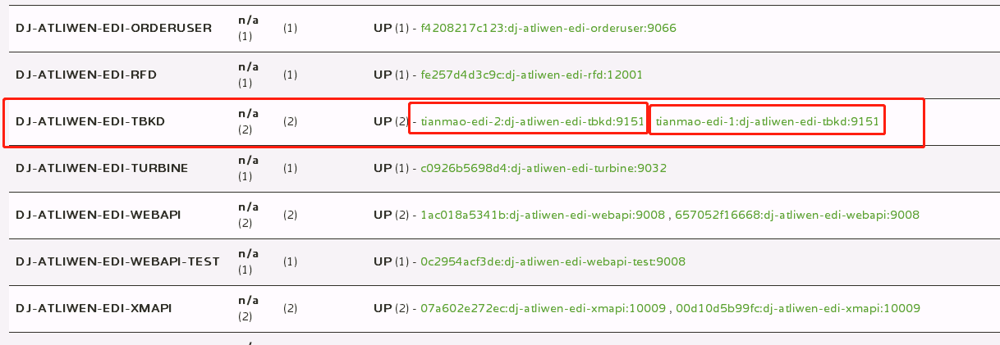 DJ-ATLIWEN-EDI-ORDERUSER n/a (1) (1) UP (1) - f4208217c123:dj-atliwen-edi-orderuser:9066
DJ-ATLIWEN-EDI-RFD n/a (1) (1) UP (1) - fe257d4d3c9c:dj-atliwen-edi-rfd:12001
DJ-ATLIWEN-EDI-TBKD n/a (2) (2) UP (2) - tianmao-edi-2:dj-atliwen-edi-tbkd:9151 tianmao-edi-1:dj-atliwen-edi-tbkd:9151
DJ-ATLIWEN-EDI-TURBINE n/a (1) (1) UP (1) - c0926b5698d4:dj-atliwen-edi-turbine:9032
DJ-ATLIWEN-EDI-WEBAPI n/a (2) (2) UP (2) - 1ac018a5341b:dj-atliwen-edi-webapi:9008 , 657052f16668:dj-atliwen-edi-webapi:9008
DJ-ATLIWEN-EDI-WEBAPI-TEST n/a (1) (1) UP (1) - 0c2954acf3de:dj-atliwen-edi-webapi-test:9008
DJ-ATLIWEN-EDI-XMAPI n/a (2) (2) UP (2) - 07a602e272ec:dj-atliwen-edi-xmapi:10009 , 00d10d5b99fc:dj-atliwen-edi-xmapi:10009